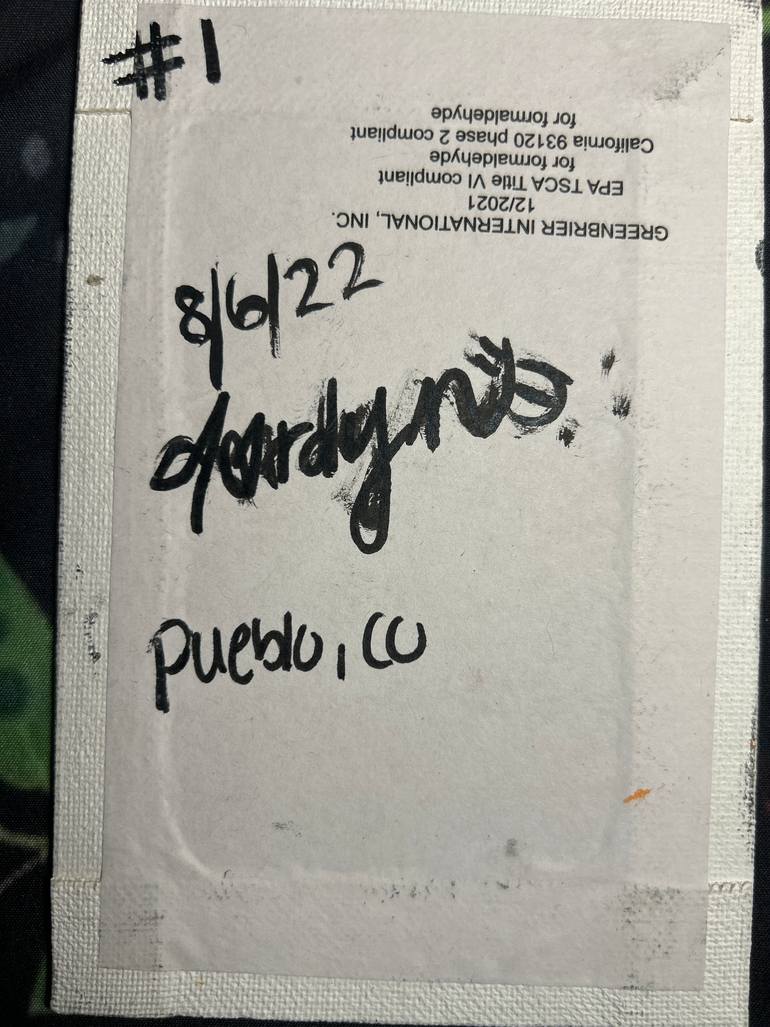 #1
GREENBRIER INTERNATIONAL, INC.
12/2021
EPA TSCA Title VI compliant
for formaldehyde
California 93120 phase 2 compliant
for formaldehyde
8/6/22
Pueblo, CO